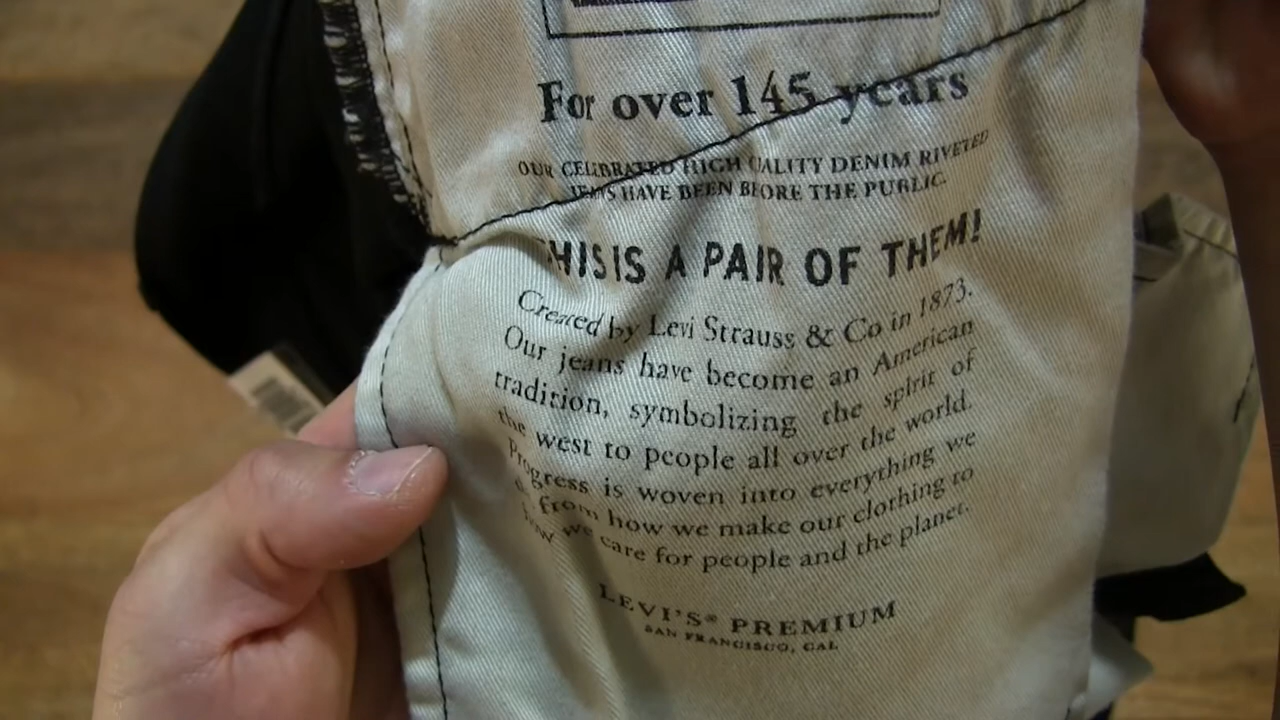 For over 145 years
OUR CELEBRATED HIGH UALITY DENIM RIVETED
JEANS HAVE BEEN BEORE THE PUBLIC.
THIS IS A PAIR OF THEM!
Created by Levi Strauss & Co in 1873.
Our jeans have become an American
tradition, symbolizing the spirit of
the west to people all over the world.
Progress is woven into everything we
from how we make our clothing to
how we care for people and the planet.
LEVI'S® PREMIUM
SAN FRANCISCO, CAL